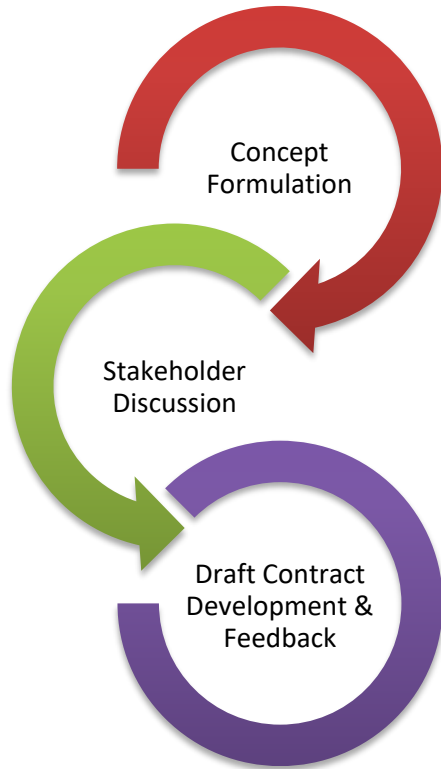 Concept
Formulation
Stakeholder
Discussion
Draft Contract
Development &
Feedback